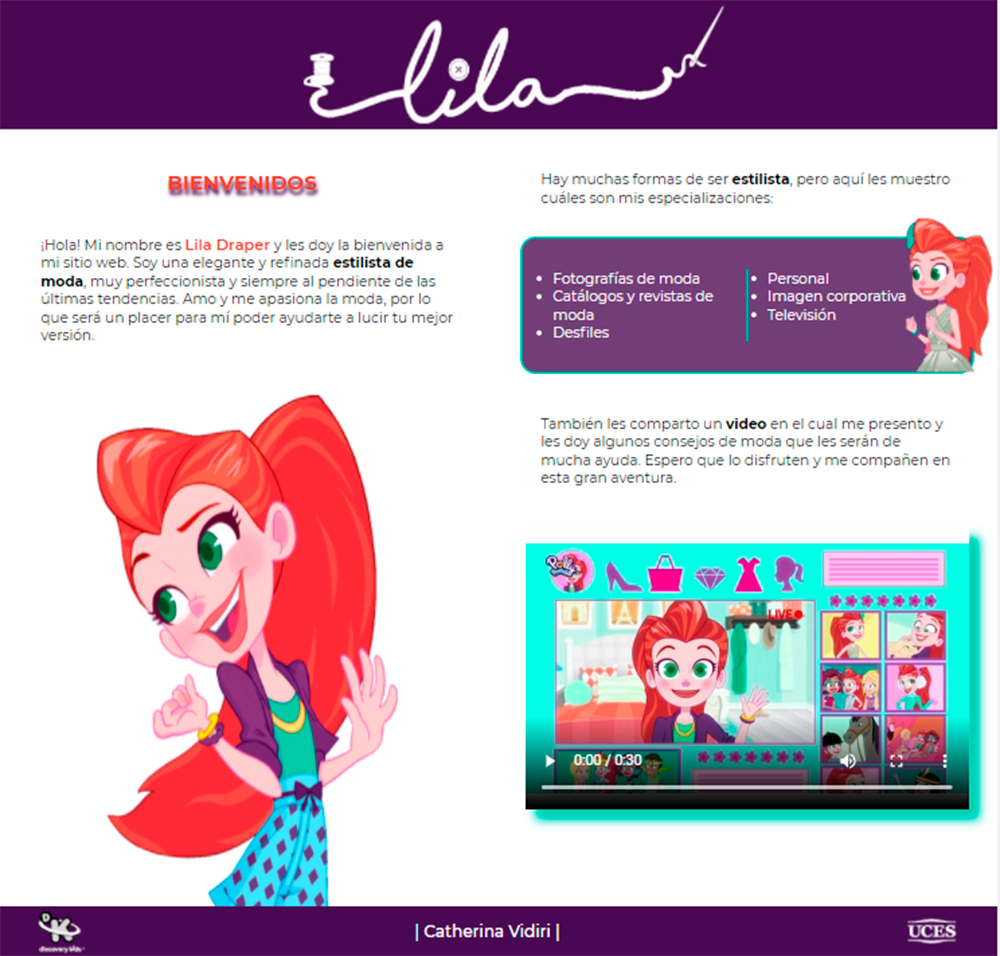 lila
BIENVENIDOS
¡Hola! Mi nombre es Lila Draper y les doy la bienvenida a
mi sitio web. Soy una elegante y refinada estilista de
moda, muy perfeccionista y siempre al pendiente de las
últimas tendencias. Amo y me apasiona la moda, por lo
que será un placer para mí poder ayudarte a lucir tu mejor
versión.
Hay muchas formas de ser estilista, pero aquí les muestro
cuáles son mis especializaciones:
• Fotografías de moda
• Catálogos y revistas de
moda
• Desfiles
• Personal
• Imagen corporativa
• Televisión
También les comparto un video en el cual me presento y
les doy algunos consejos de moda que les serán de
mucha ayuda. Espero que lo disfruten y me compañen en
esta gran aventura.
Polly
LIVE
0:00 / 0:30
DK
discovery kids
| Catherina Vidiri |
UCES